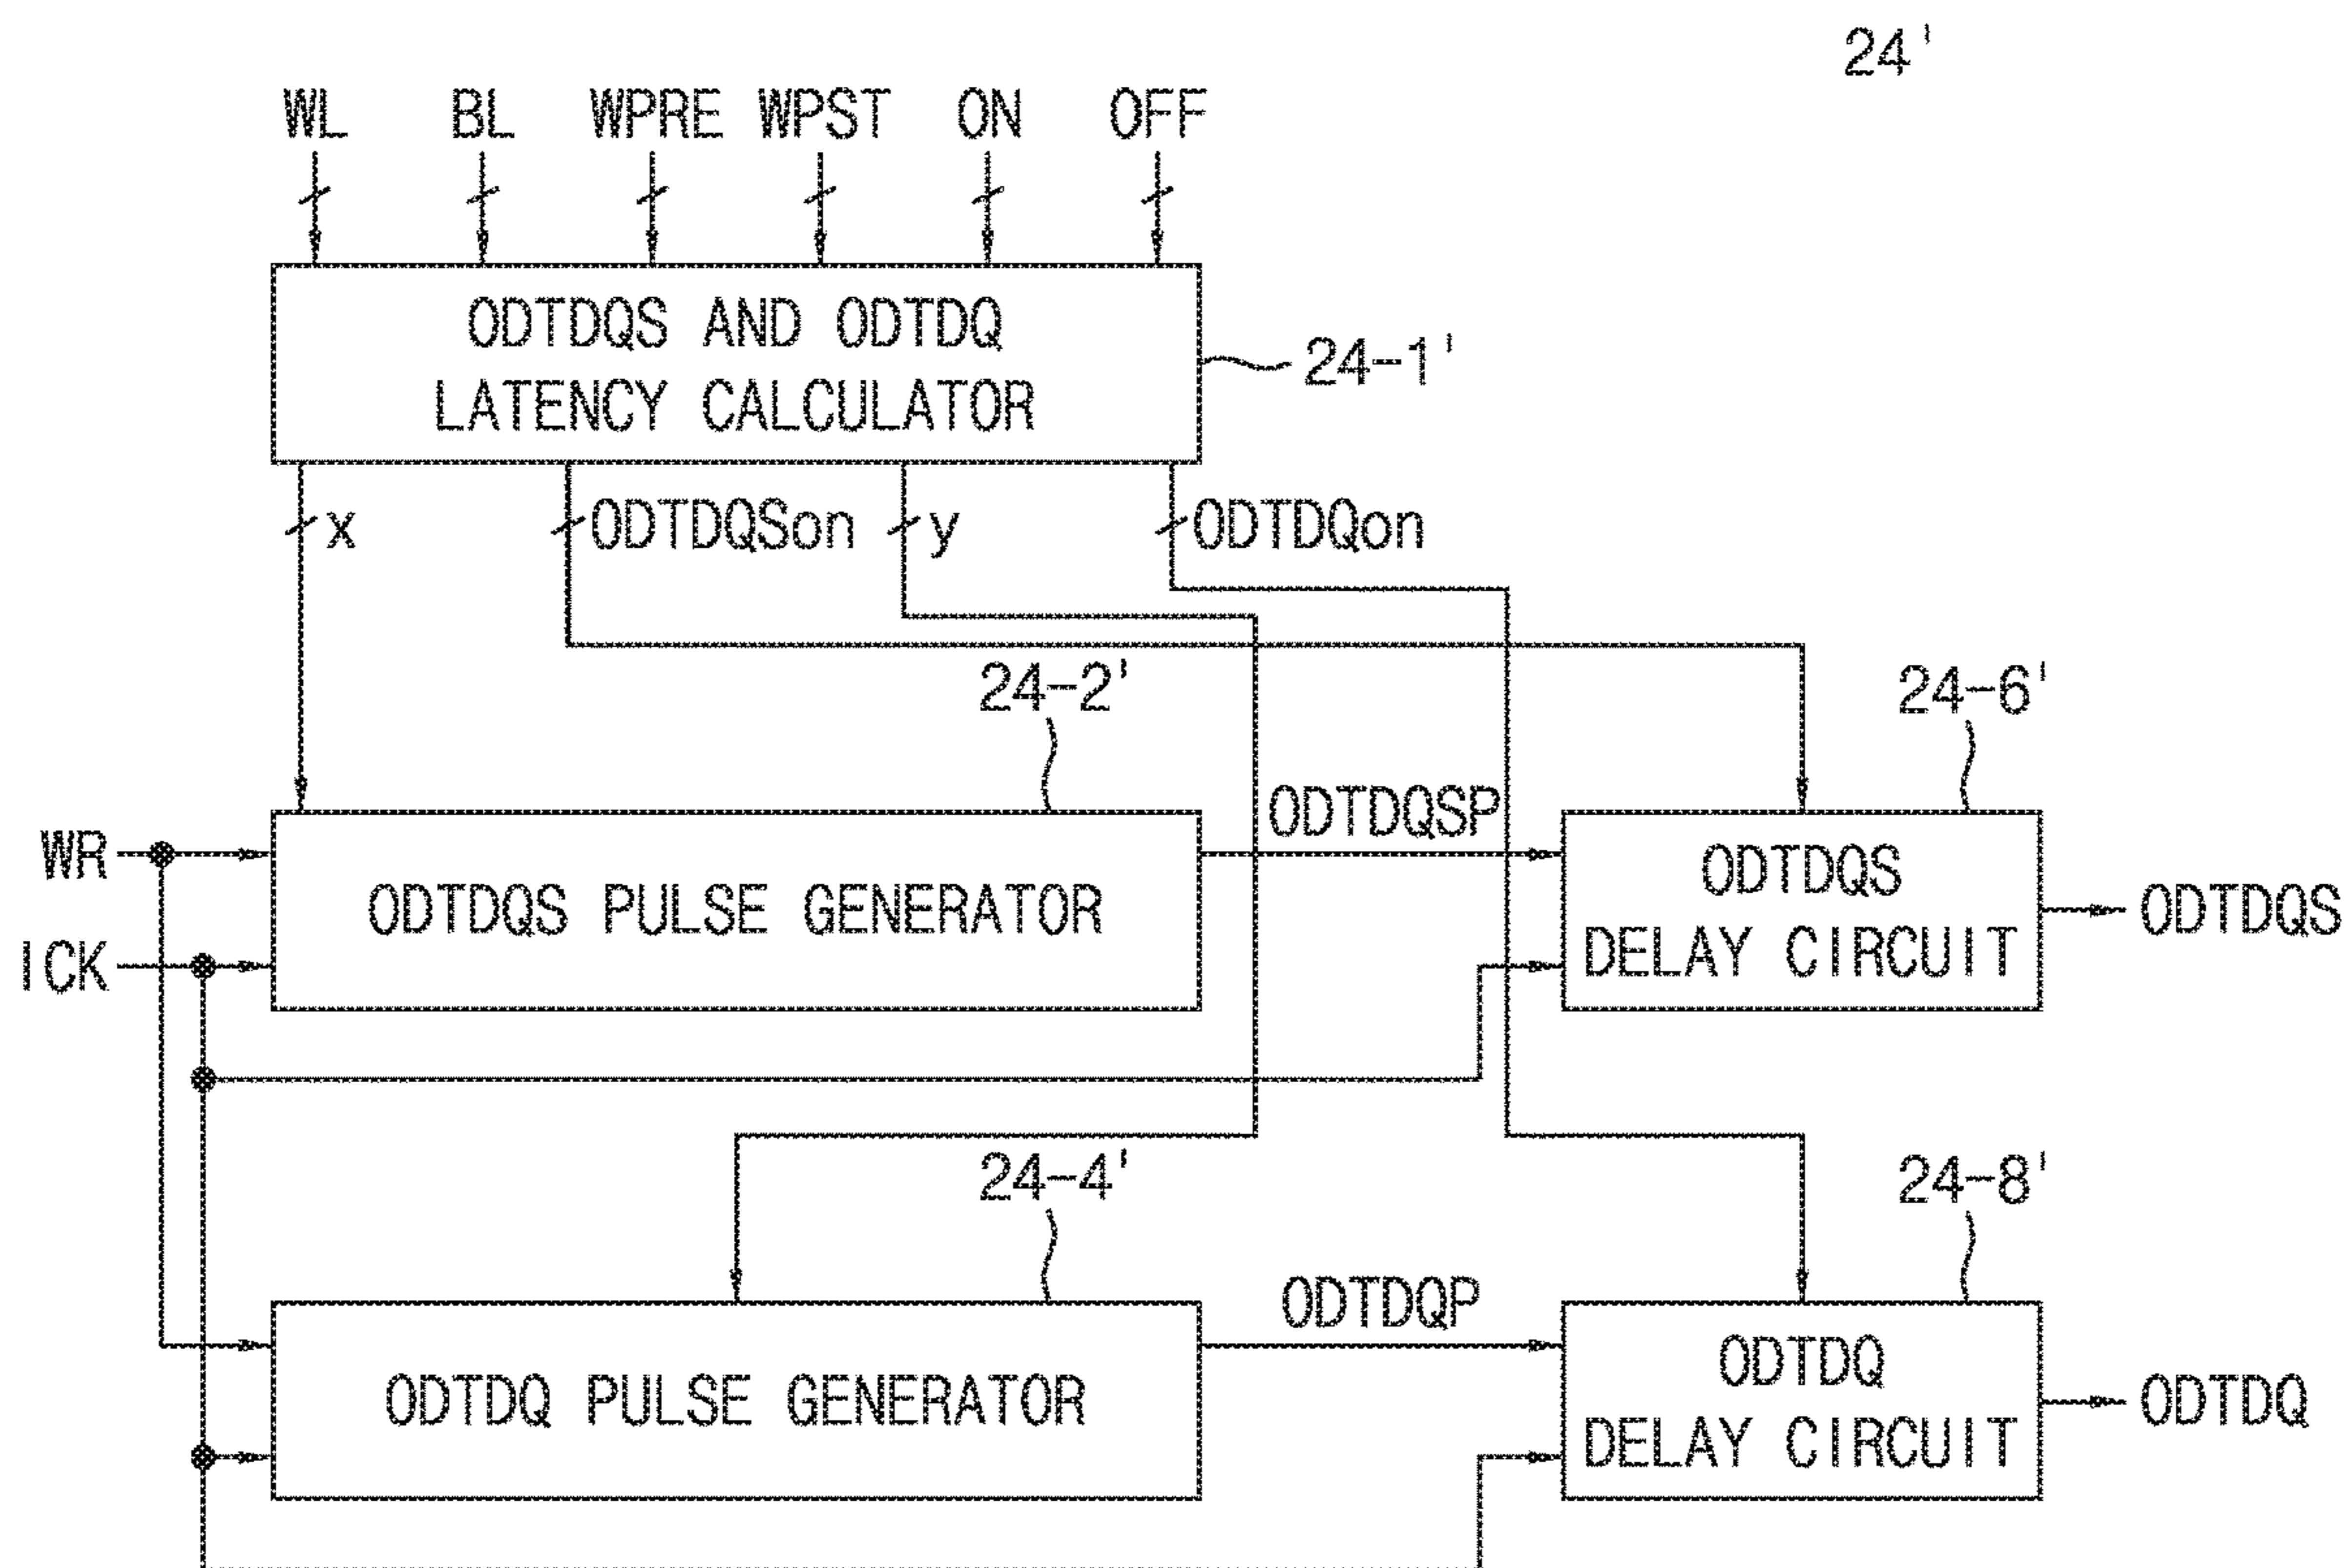 24'
WL BL WPRE WPST ON OFF
ODTDQS AND ODTDQ
LATENCY CALCULATOR
24-1'
x ODTDQSon y ODTDQon
24-2'
24-6'
ODTDQSP
WR
ICK
ODTDQS PULSE GENERATOR
ODTDQS
DELAY CIRCUIT
ODTDQS
24-4'
24-8'
ODTDQP
ODTDQ PULSE GENERATOR
ODTDQ
DELAY CIRCUIT
ODTDQ